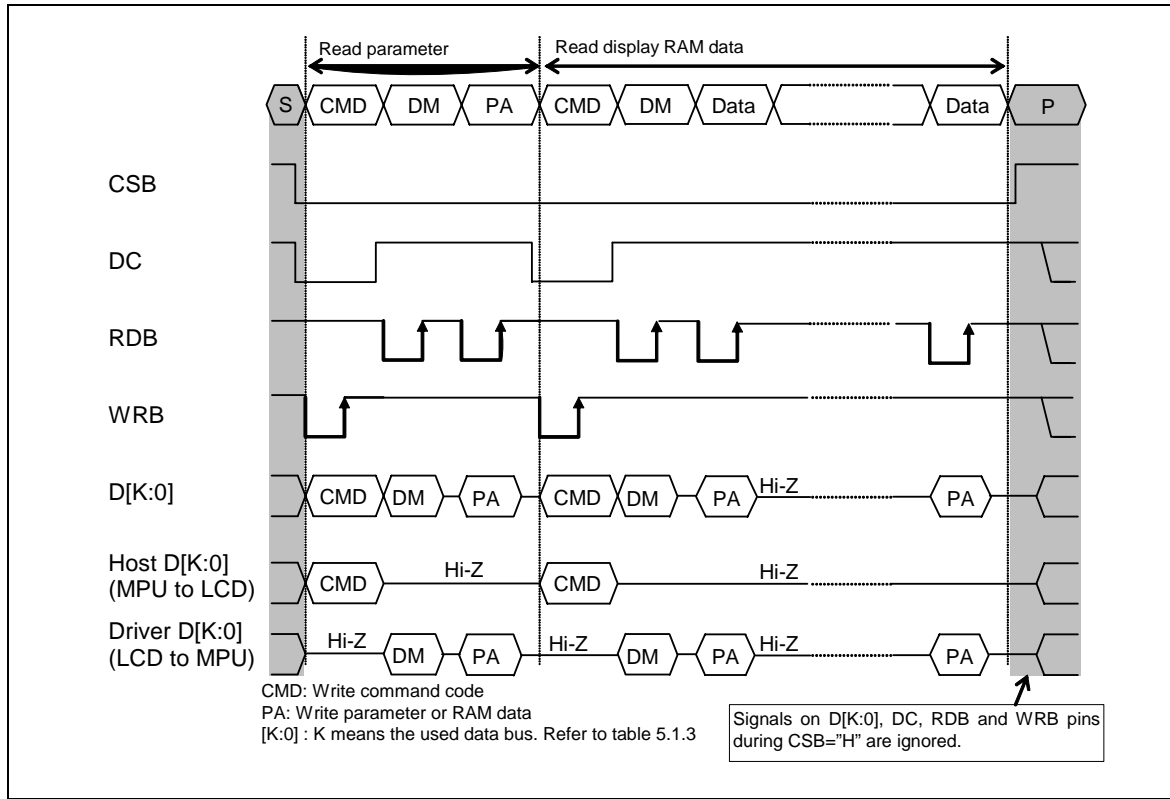 Read parameter Read display RAM data
S CMD DM PA CMD DM Data Data P
CSB
DC
RDB
WRB
D[K:0] CMD DM PA CMD DM PA Hi-Z PA
Host D[K:0]
(MPU to LCD) CMD Hi-Z CMD Hi-Z
Driver D[K:0]
(LCD to MPU) Hi-Z DM PA Hi-Z DM PA Hi-Z PA
CMD: Write command code
PA: Write parameter or RAM data
[K:0] : K means the used data bus. Refer to table 5.1.3
Signals on D[K:0], DC, RDB and WRB pins
during CSB="H" are ignored.